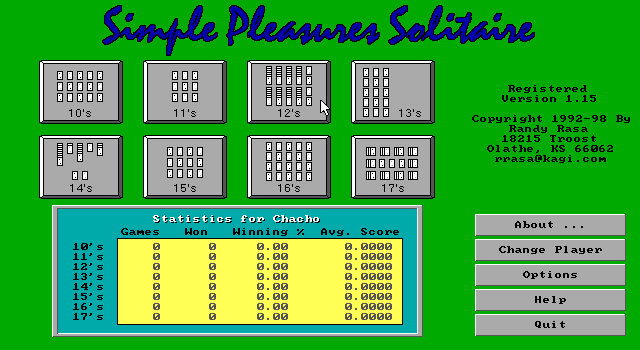 Simple Pleasures Solitaire
10's
11's
12's
13's
14's
15's
16's
17's
Registered
Version 1.15
Copyright 1992-98 By
Randy Rasa
18215 Troost
Olathe, KS 66062
rrasa@kagi.com
Statistics for Chacho
Games Won Winning % Avg. Score
10's 0 0 0.00 0.0000
11's 0 0 0.00 0.0000
12's 0 0 0.00 0.0000
13's 0 0 0.00 0.0000
14's 0 0 0.00 0.0000
15's 0 0 0.00 0.0000
16's 0 0 0.00 0.0000
17's 0 0 0.00 0.0000
About ...
Change Player
Options
Help
Quit